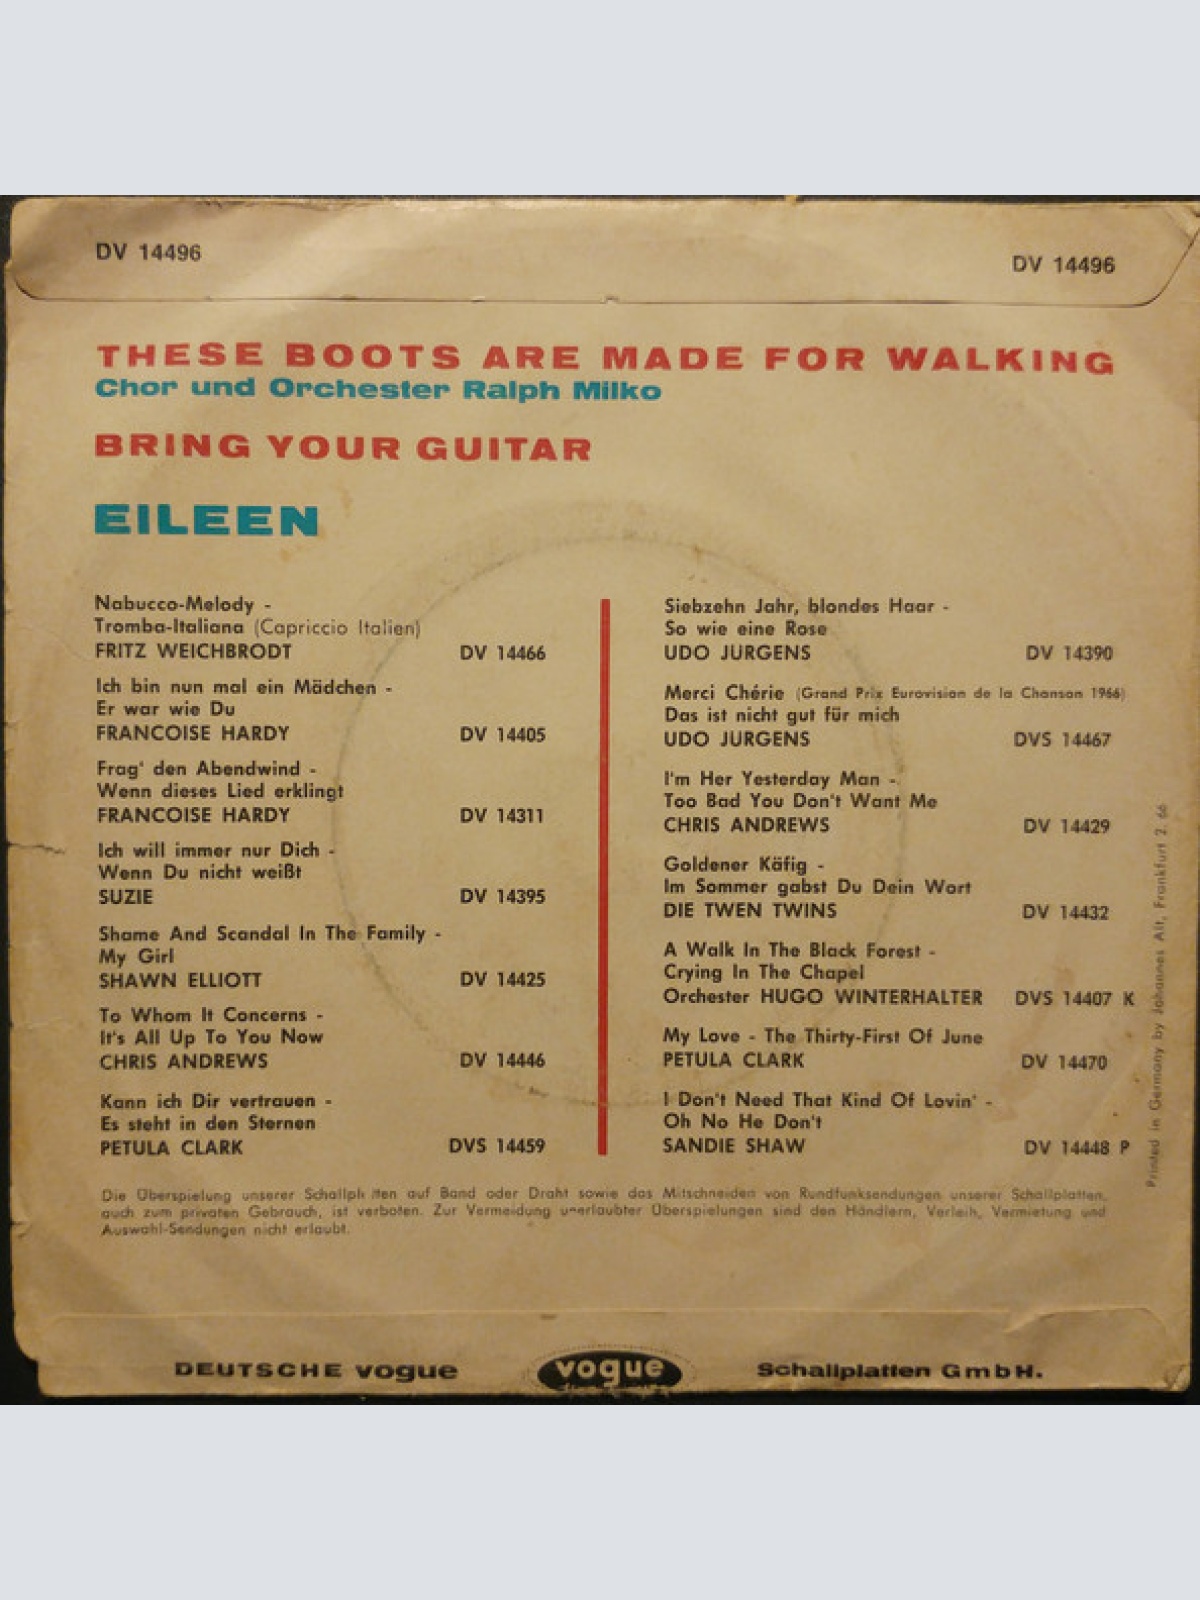 DV 14496
DV 14496
THESE BOOTS ARE MADE FOR WALKING
Chor und Orchester Ralph Milko
BRING YOUR GUITAR
EILEEN
Nabucco-Melody -
Tromba-Italiana (Capriccio Italien)
FRITZ WEICHBRODT DV 14466
Ich bin nun mal ein Mädchen -
Er war wie Du
FRANCOISE HARDY DV 14405
Frag' den Abendwind -
Wenn dieses Lied erklingt
FRANCOISE HARDY DV 14311
Ich will immer nur Dich -
Wenn Du nicht weißt
SUZIE DV 14395
Shame And Scandal In The Family -
My Girl
SHAWN ELLIOTT DV 14425
To Whom It Concerns -
It's All Up To You Now
CHRIS ANDREWS DV 14446
Kann ich Dir vertrauen -
Es steht in den Sternen
PETULA CLARK DVS 14459
Siebzehn Jahr, blondes Haar -
So wie eine Rose
UDO JURGENS DV 14390
Merci Chérie (Grand Prix Eurovision de la Chanson 1966)
Das ist nicht gut für mich
UDO JURGENS DVS 14467
I'm Her Yesterday Man -
Too Bad You Don't Want Me
CHRIS ANDREWS DV 14429
Goldener Käfig -
Im Sommer gabst Du Dein Wort
DIE TWEN TWINS DV 14432
A Walk In The Black Forest -
Crying In The Chapel
Orchester HUGO WINTERHALTER DVS 14407 K
My Love - The Thirty-First Of June
PETULA CLARK DV 14470
I Don't Need That Kind Of Lovin' -
Oh No He Don't
SANDIE SHAW DV 14448 P
Printed in Germany by Johannes Alt, Frankfurt 2. 66
Die Überspielung unserer Schallplatten auf Band oder Draht sowie das Mitschneiden von Rundfunksendungen unserer Schallplatten,
auch zum privaten Gebrauch, ist verboten. Zur Vermeidung unerlaubter Überspielungen sind den Händlern, Verleih, Vermietung und
Auswahl-Sendungen nicht erlaubt.
DEUTSCHE vogue
vogue
Schallplatten GmbH.